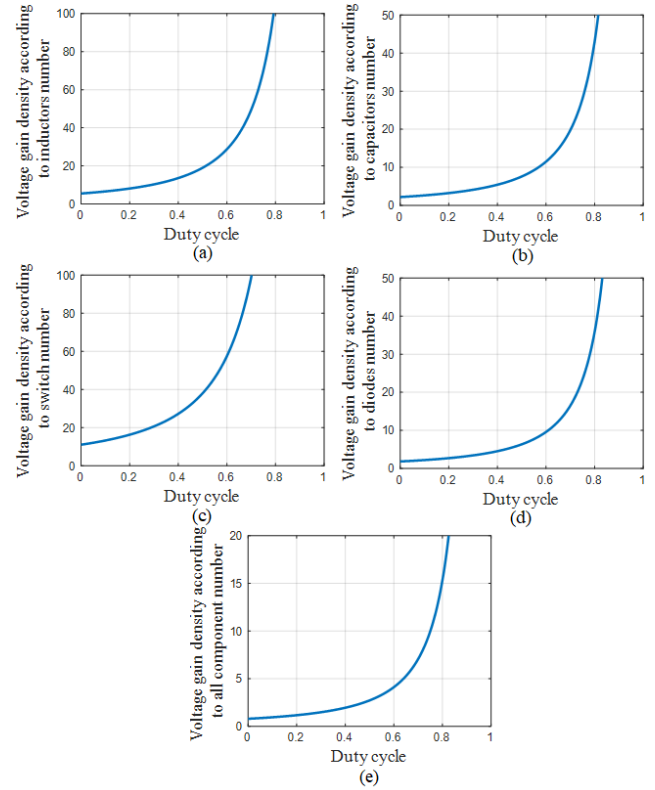 Voltage gain density according
to inductors number
100
80
60
40
20
0
0
0.2
0.4
0.6
0.8
1
Duty cycle
(a)
Voltage gain density according
to capacitors number
50
40
30
20
10
0
0
0.2
0.4
0.6
0.8
1
Duty cycle
(b)
Voltage gain density according
to switch number
100
80
60
40
20
0
0
0.2
0.4
0.6
0.8
1
Duty cycle
(c)
Voltage gain density according
to diodes number
50
40
30
20
10
0
0
0.2
0.4
0.6
0.8
1
Duty cycle
(d)
Voltage gain density according
to all component number
20
15
10
5
0
0
0.2
0.4
0.6
0.8
1
Duty cycle
(e)